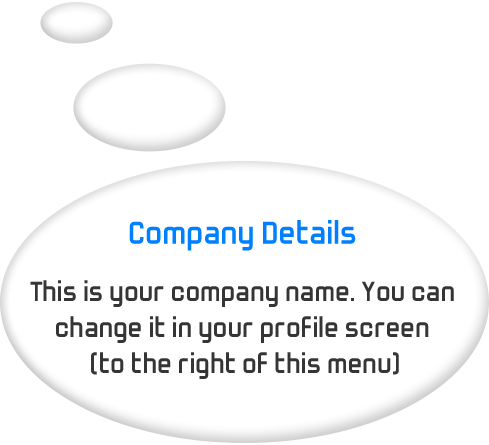 Company Details
This is your company name. You can
change it in your profile screen
(to the right of this menu)